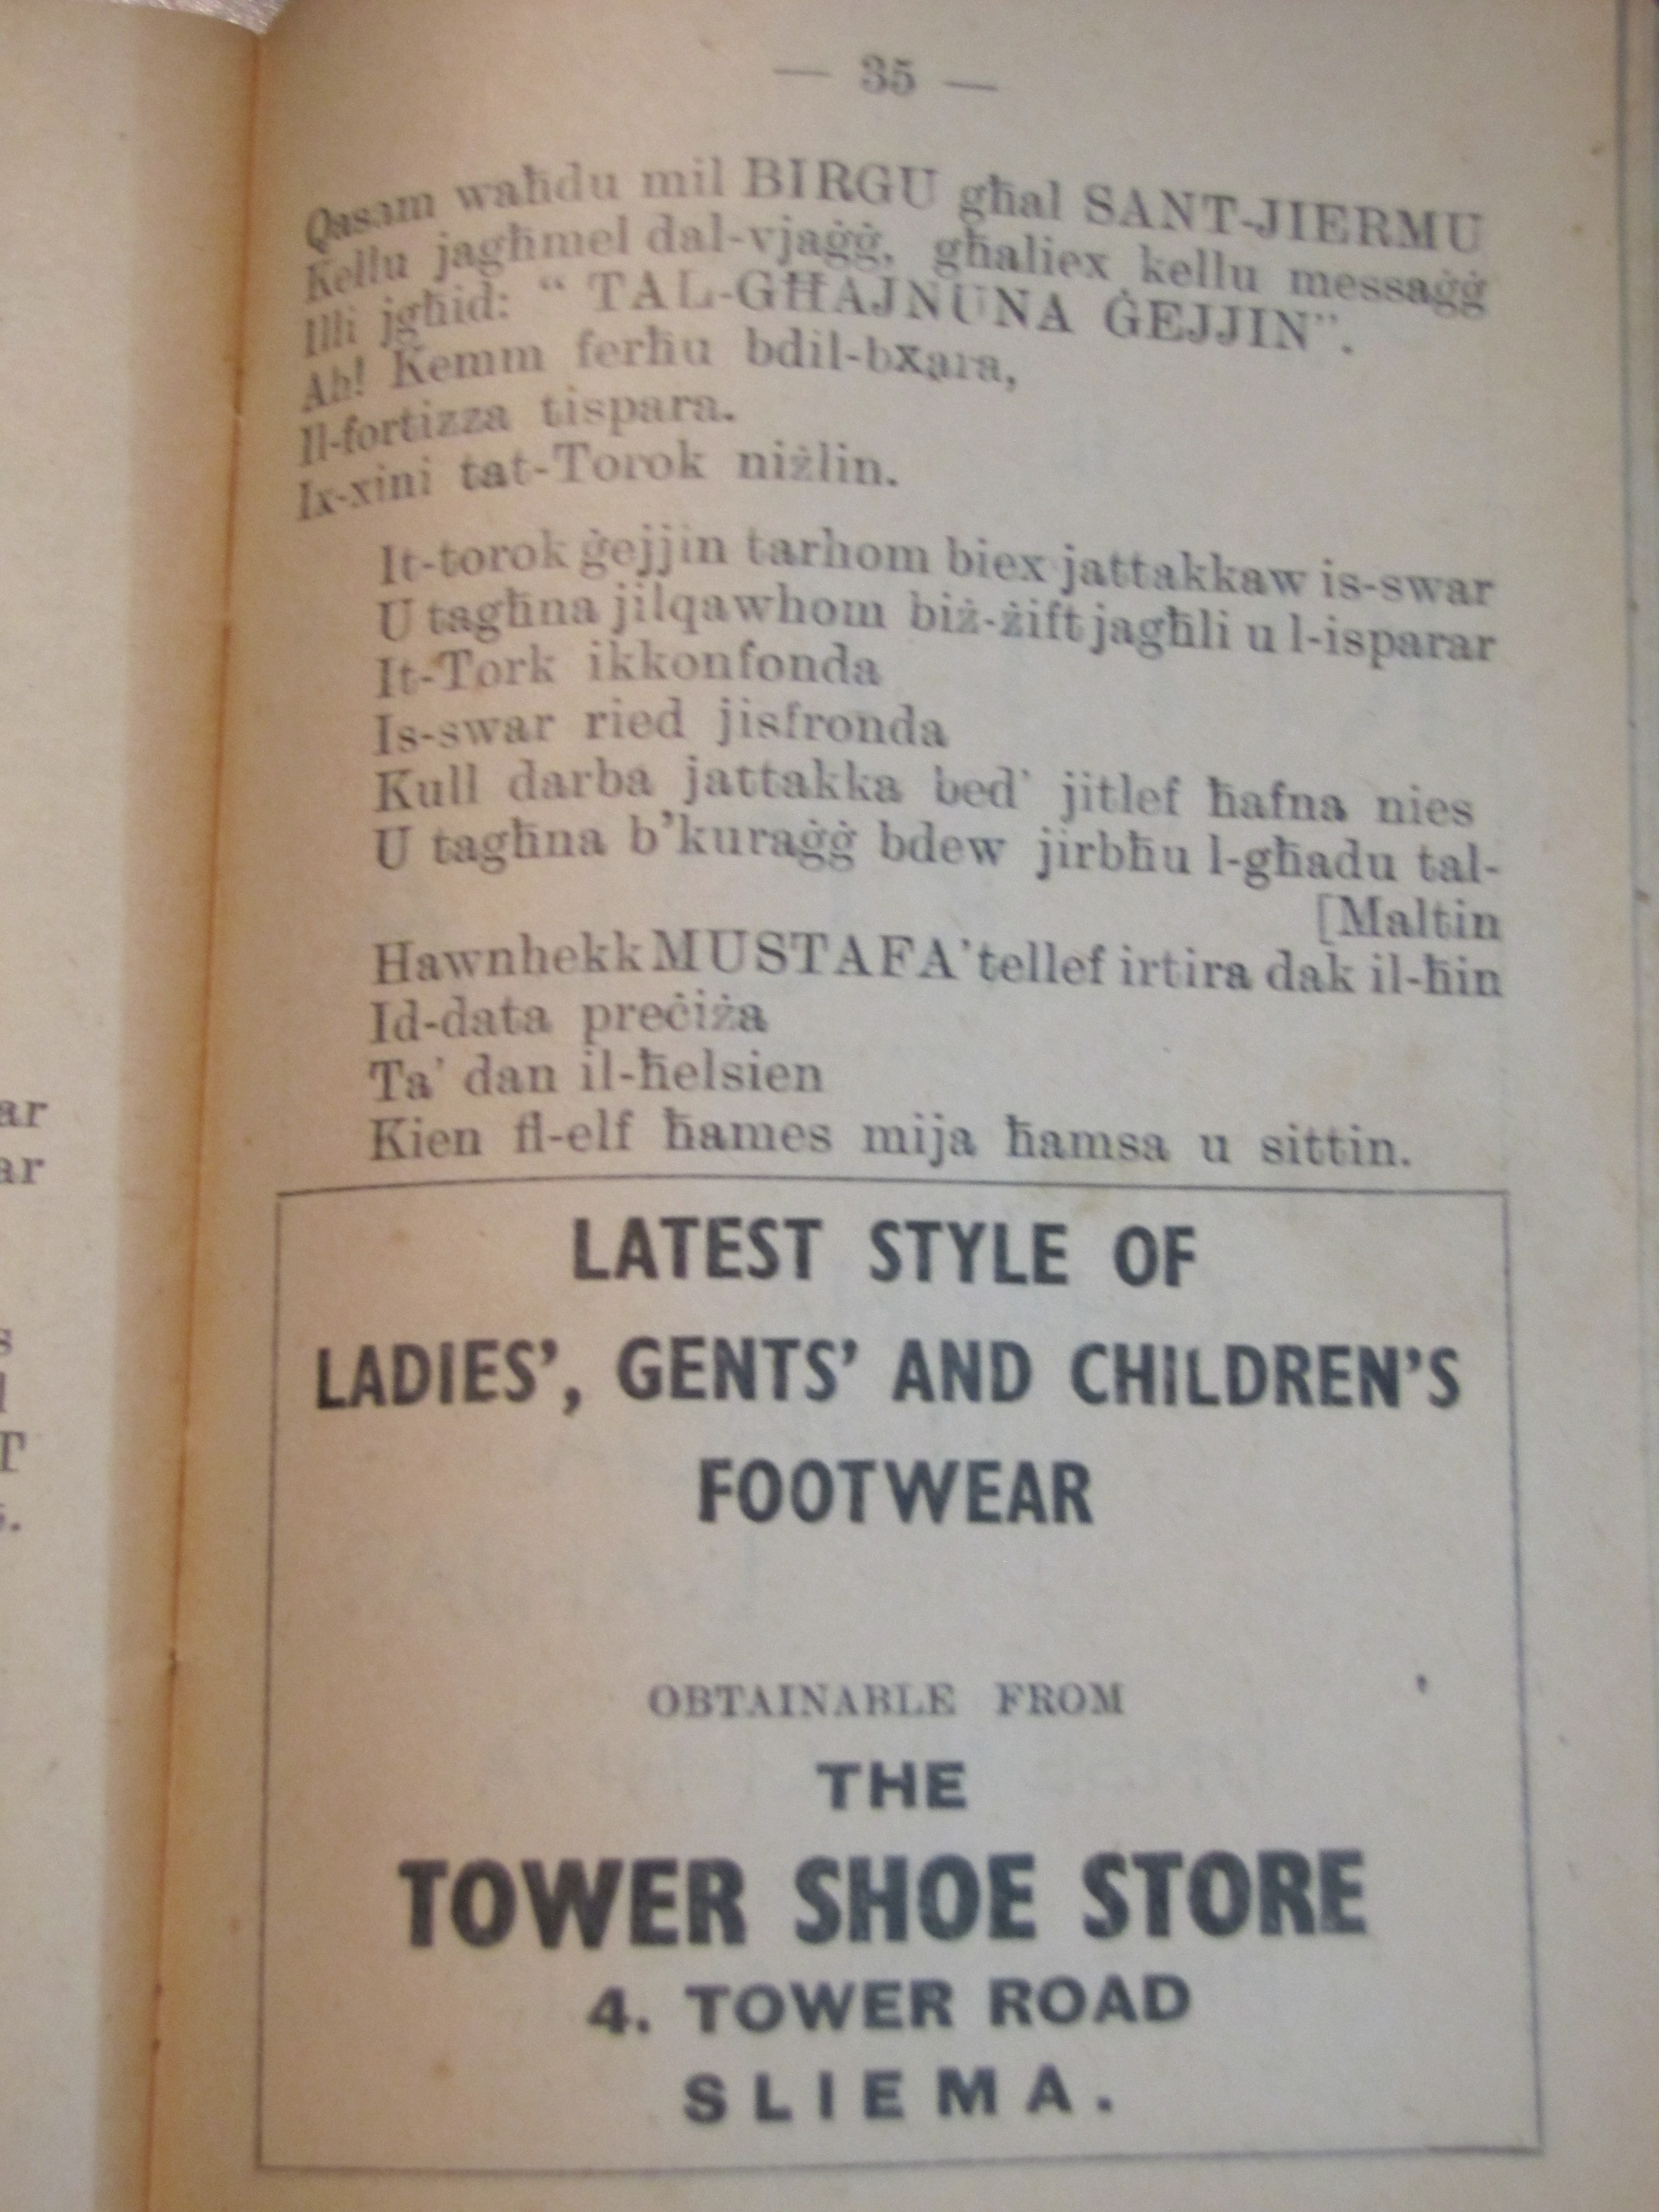 — 35 —
Qasam waħdu mil BIRGU għal SANT-JIERMU
Kellu jagħmel dal-vjaġġ, għaliex kellu messaġġ
Illi jgħid: “ TAL-GĦAJNUNA ĠEJJIN”.
Ah! Kemm ferħu bdil-bxara,
Il-fortizza tispara.
Ix-xini tat-Torok niżlin.
It-torok ġejjin tarhom biex jattakkaw is-swar
U tagħna jilqawhom biż-żift jagħli u l-isparar
It-Tork ikkonfonda
Is-swar ried jisfronda
Kull darba jattakka bed' jitlef ħafna nies
U tagħna b'kuraġġ bdew jirbħu l-għadu tal-
[Maltin
Hawnhekk MUSTAFA' tellef irtira dak il-ħin
Id-data preċiża
Ta' dan il-ħelsien
Kien fl-elf ħames mija ħamsa u sittin.
LATEST STYLE OF
LADIES', GENTS' AND CHILDREN'S
FOOTWEAR
OBTAINABLE FROM
THE
TOWER SHOE STORE
4. TOWER ROAD
SLIEMA.
ar
ar
s
l
T
.